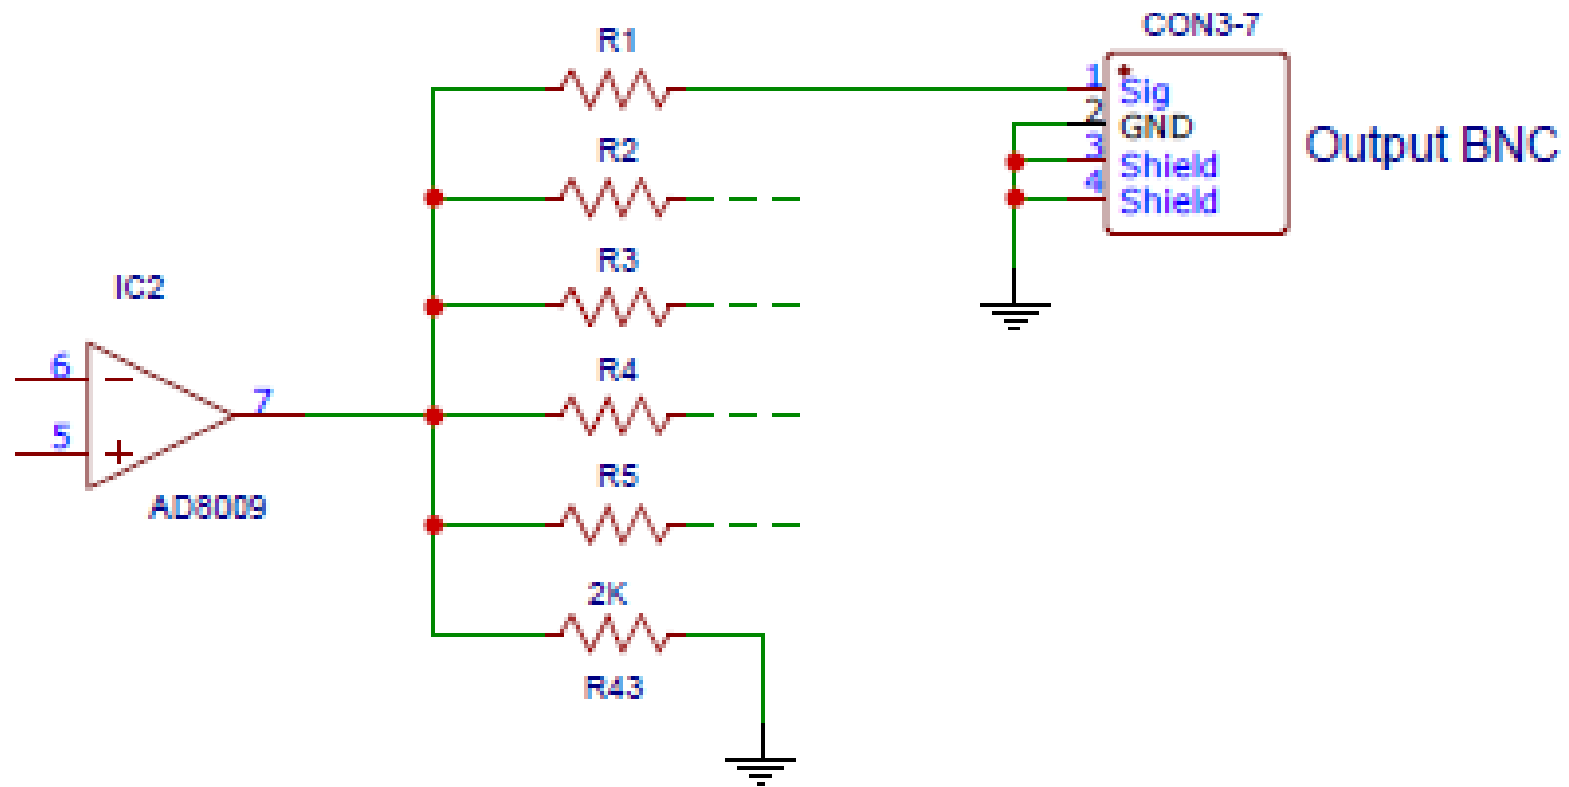 CON3-7
R1
1
Sig
2
GND
Output BNC
3
Shield
4
Shield
R2
R3
IC2
R4
6
7
5
R5
AD8009
2K
R43